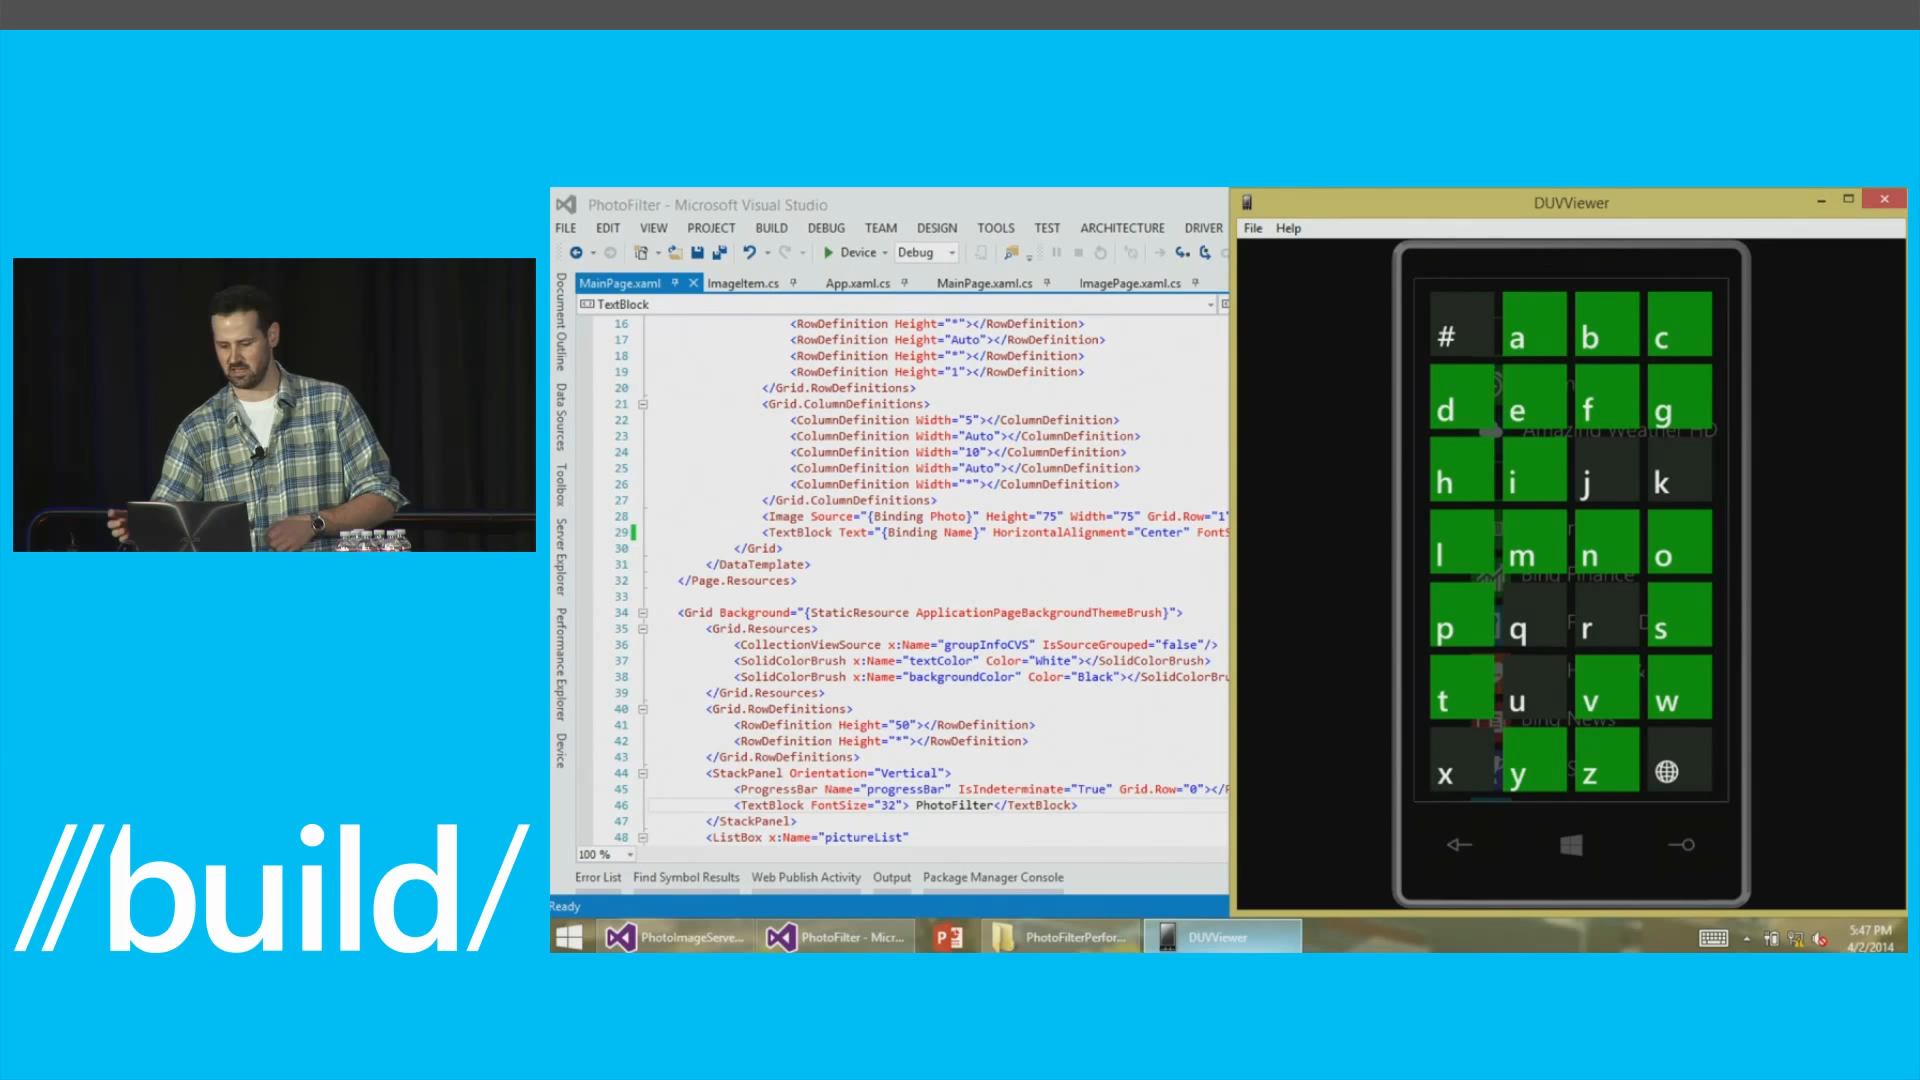 PhotoFilter - Microsoft Visual Studio
FILE EDIT VIEW PROJECT BUILD DEBUG TEAM DESIGN TOOLS TEST ARCHITECTURE DRIVER
Device Debug
MainPage.xaml ImageItem.cs App.xaml.cs MainPage.xaml.cs ImagePage.xaml.cs
TextBlock
Document Outline
Data Sources
Toolbox
Server Explorer
Performance Explorer
Device
16 <RowDefinition Height="*"></RowDefinition>
17 <RowDefinition Height="Auto"></RowDefinition>
18 <RowDefinition Height="*"></RowDefinition>
19 <RowDefinition Height="1"></RowDefinition>
20 </Grid.RowDefinitions>
21 <Grid.ColumnDefinitions>
22 <ColumnDefinition Width="5"></ColumnDefinition>
23 <ColumnDefinition Width="Auto"></ColumnDefinition>
24 <ColumnDefinition Width="10"></ColumnDefinition>
25 <ColumnDefinition Width="Auto"></ColumnDefinition>
26 <ColumnDefinition Width="*"></ColumnDefinition>
27 </Grid.ColumnDefinitions>
28 <Image Source="{Binding Photo}" Height="75" Width="75" Grid.Row="1"
29 <TextBlock Text="{Binding Name}" HorizontalAlignment="Center" FontS
30 </Grid>
31 </DataTemplate>
32 </Page.Resources>
33
34 <Grid Background="{StaticResource ApplicationPageBackgroundThemeBrush}">
35 <Grid.Resources>
36 <CollectionViewSource x:Name="groupInfoCVS" IsSourceGrouped="false"/>
37 <SolidColorBrush x:Name="textColor" Color="White"></SolidColorBrush>
38 <SolidColorBrush x:Name="backgroundColor" Color="Black"></SolidColorBru
39 </Grid.Resources>
40 <Grid.RowDefinitions>
41 <RowDefinition Height="50"></RowDefinition>
42 <RowDefinition Height="*"></RowDefinition>
43 </Grid.RowDefinitions>
44 <StackPanel Orientation="Vertical">
45 <ProgressBar Name="progressBar" IsIndeterminate="True" Grid.Row="0"></P
46 <TextBlock FontSize="32"> PhotoFilter</TextBlock>
47 </StackPanel>
48 <ListBox x:Name="pictureList"
100 %
Error List Find Symbol Results Web Publish Activity Output Package Manager Console
Ready
DUVViewer
File Help
# a b c
d e f g
Amazing Weather HD
h i j k
l m n o
Bing Finance
p q r s
t u v w
Bing News
x y z
PhotoImageServe... PhotoFilter - Micr... PhotoFilterPerfor... DUVViewer
5:47 PM
4/2/2014
//build/